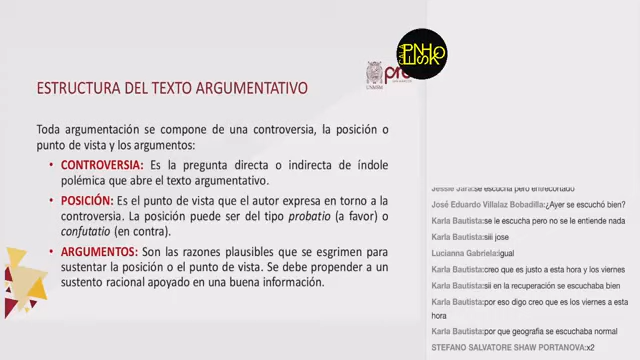 ESTRUCTURA DEL TEXTO ARGUMENTATIVO
Toda argumentación se compone de una controversia, la posición o
punto de vista y los argumentos:
• CONTROVERSIA: Es la pregunta directa o indirecta de índole
polémica que abre el texto argumentativo.
• POSICIÓN: Es el punto de vista que el autor expresa en torno a la
controversia. La posición puede ser del tipo probatio (a favor) o
confutatio (en contra).
• ARGUMENTOS: Son las razones plausibles que se esgrimen para
sustentar la posición o el punto de vista. Se debe propender a un
sustento racional apoyado en una buena información.
Jessie Jara:se escucha pero entrecortado
José Eduardo Villalaz Bobadilla:¿Ayer se escuchó bien?
Karla Bautista:se le escucha pero no se le entiende nada
Karla Bautista:siii jose
Lucianna Gabriela:igual
Karla Bautista:creo que es justo a esta hora y los viernes
Karla Bautista:sii en la recuperación se escuchaba bien
Karla Bautista:por eso digo creo que es los viernes a esta
hora
Karla Bautista:por que geografia se escuchaba normal
STEFANO SALVATORE SHAW PORTANOVA:x2